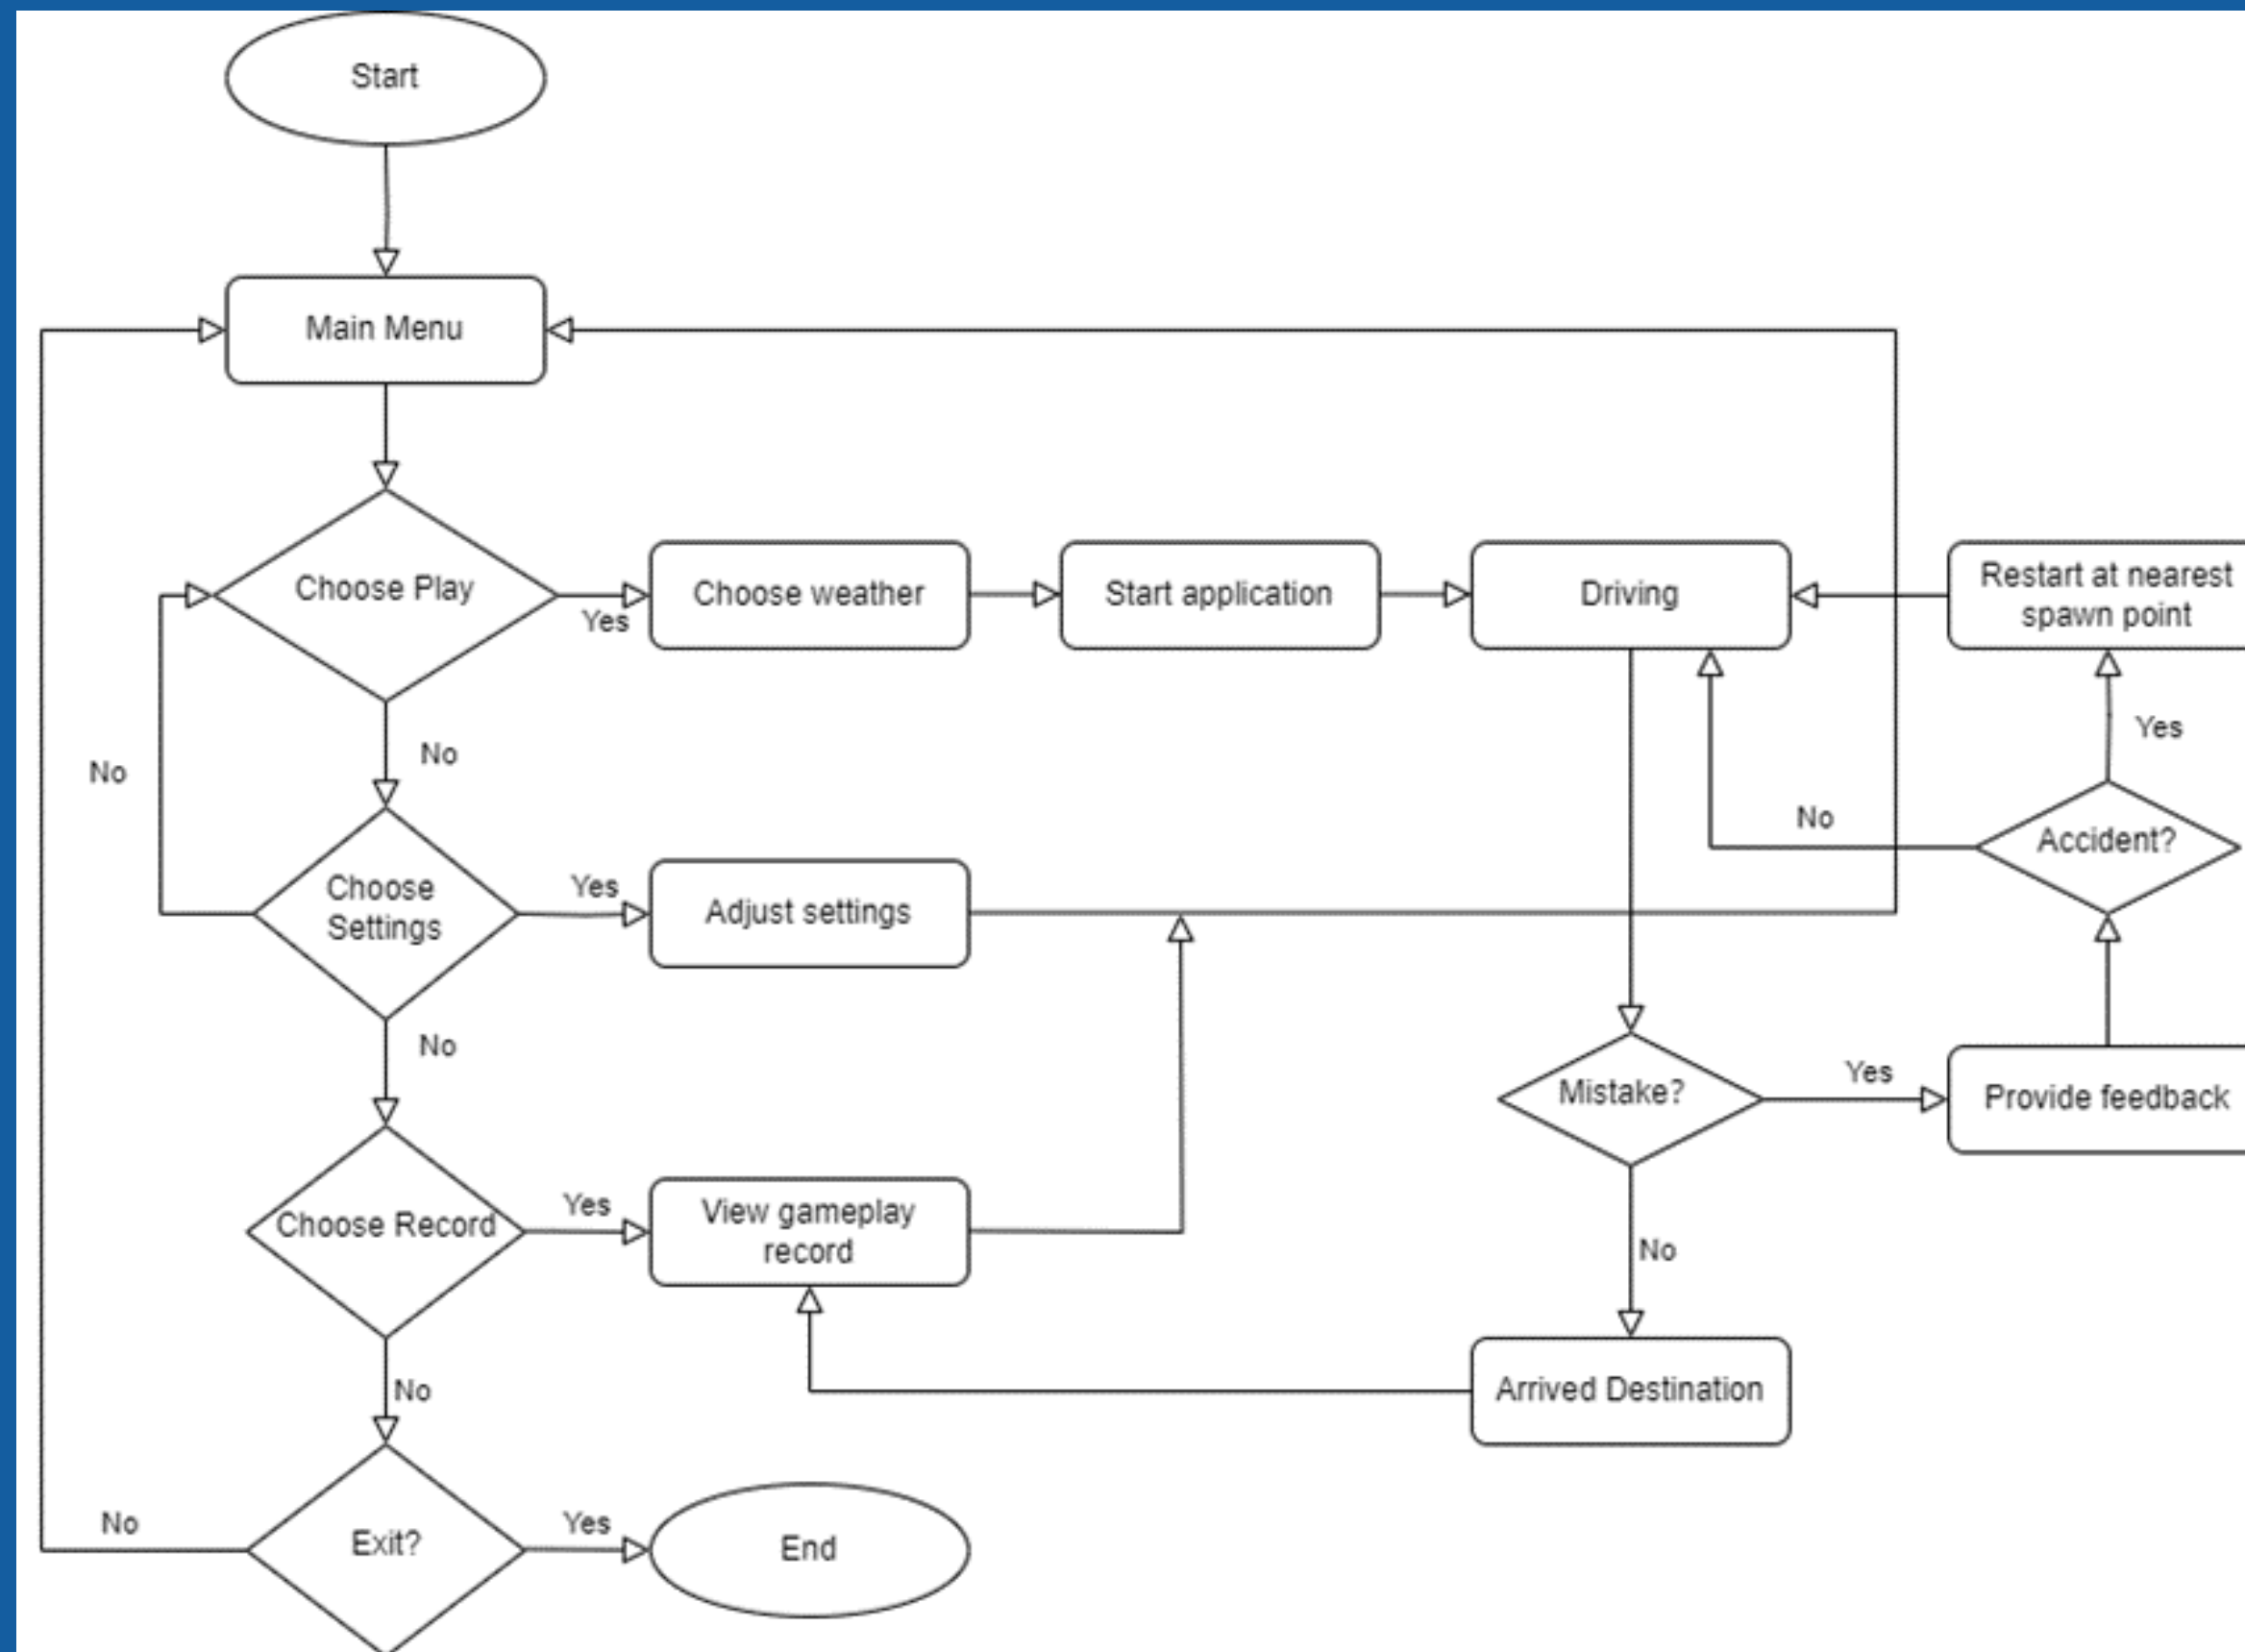 Start
Main Menu
Choose Play
Yes
Choose weather
Start application
Driving
Restart at nearest
spawn point
No
No
Yes
No
Accident?
Choose
Settings
Yes
Adjust settings
No
Mistake?
Yes
Provide feedback
Choose Record
Yes
View gameplay
record
No
No
Arrived Destination
No
Exit?
Yes
End